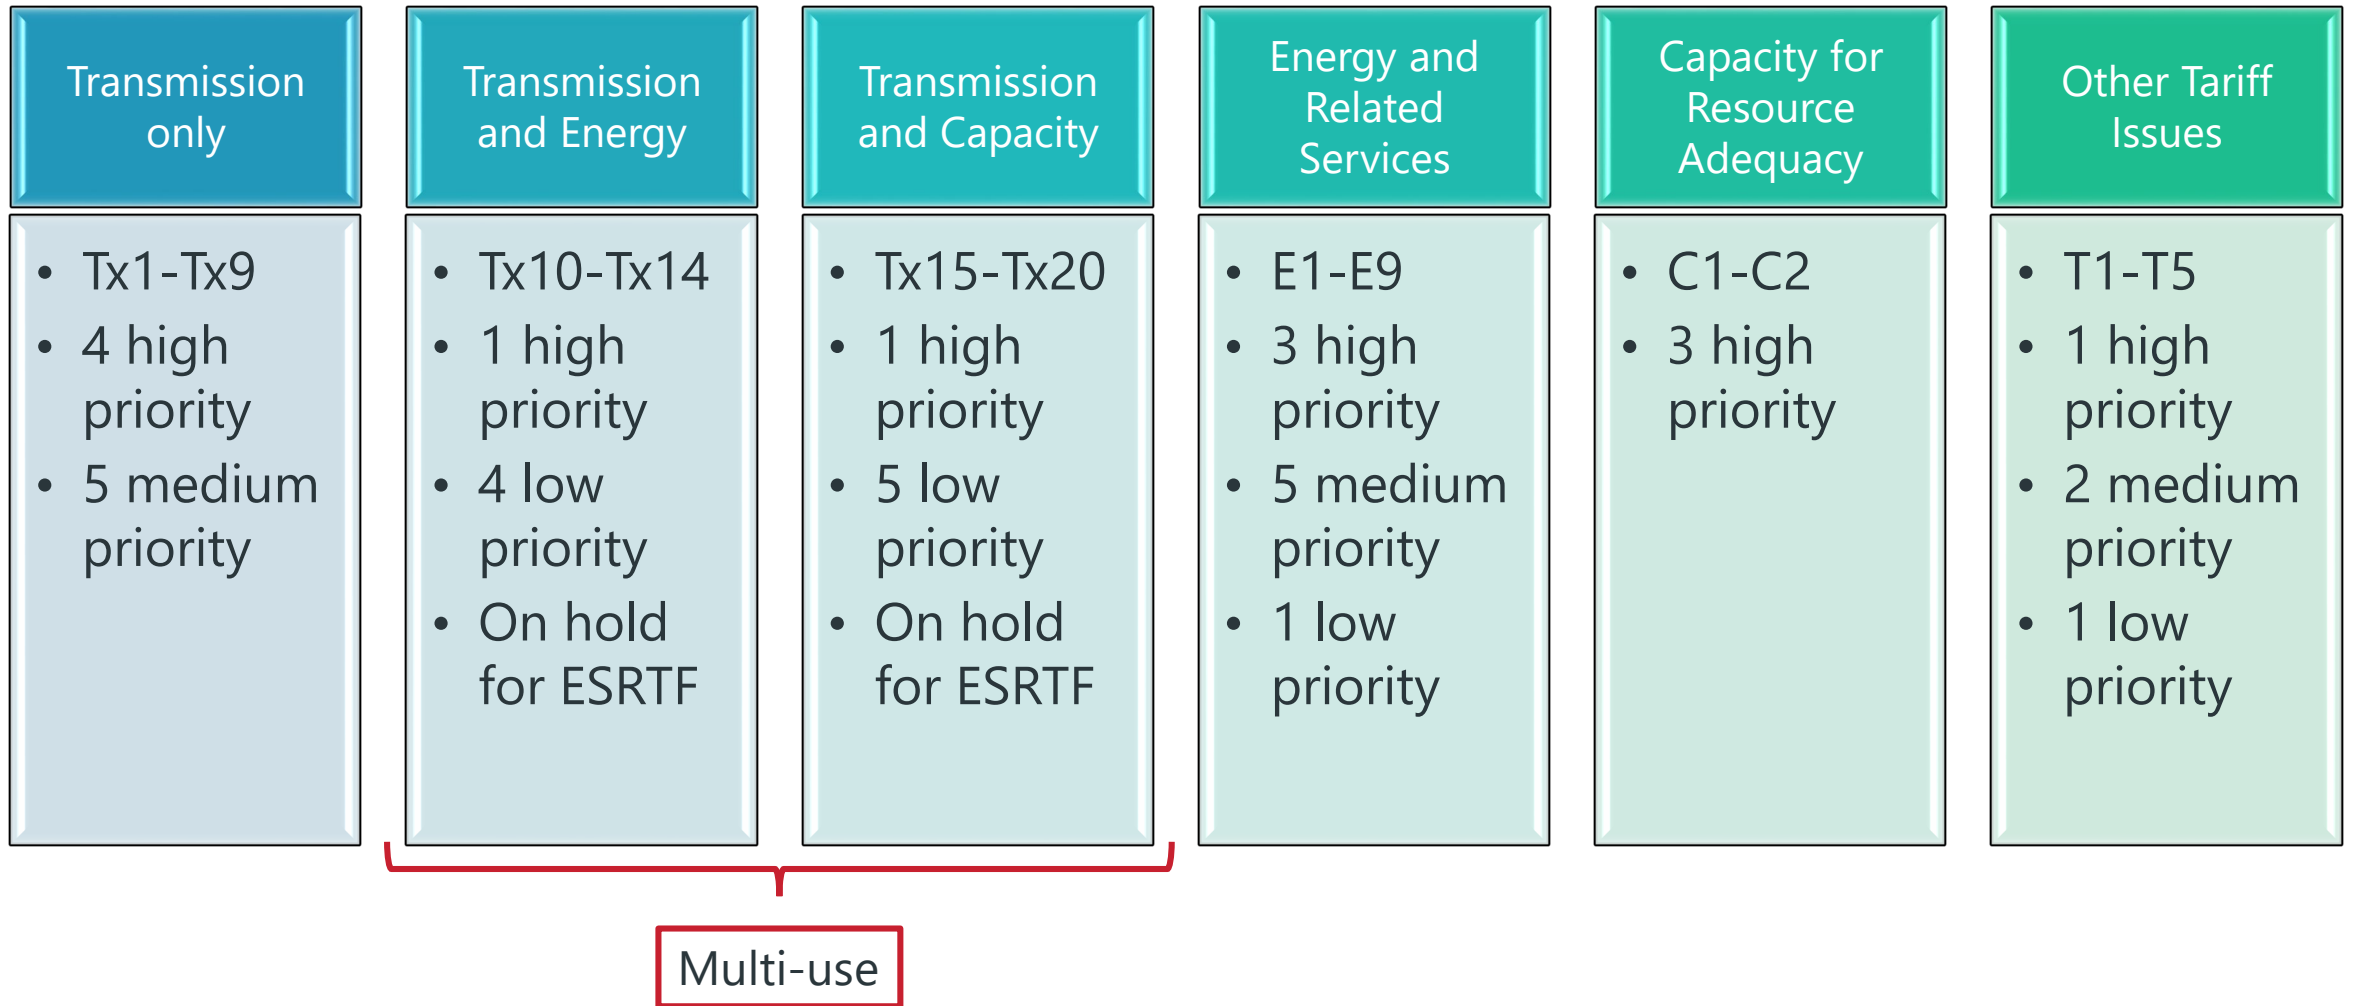 Transmission
only
• Tx1-Tx9
• 4 high
priority
• 5 medium
priority
Transmission
and Energy
• Tx10-Tx14
• 1 high
priority
• 4 low
priority
• On hold
for ESRTF
Transmission
and Capacity
• Tx15-Tx20
• 1 high
priority
• 5 low
priority
• On hold
for ESRTF
Energy and
Related
Services
• E1-E9
• 3 high
priority
• 5 medium
priority
• 1 low
priority
Capacity for
Resource
Adequacy
• C1-C2
• 3 high
priority
Other Tariff
Issues
• T1-T5
• 1 high
priority
• 2 medium
priority
• 1 low
priority
Multi-use